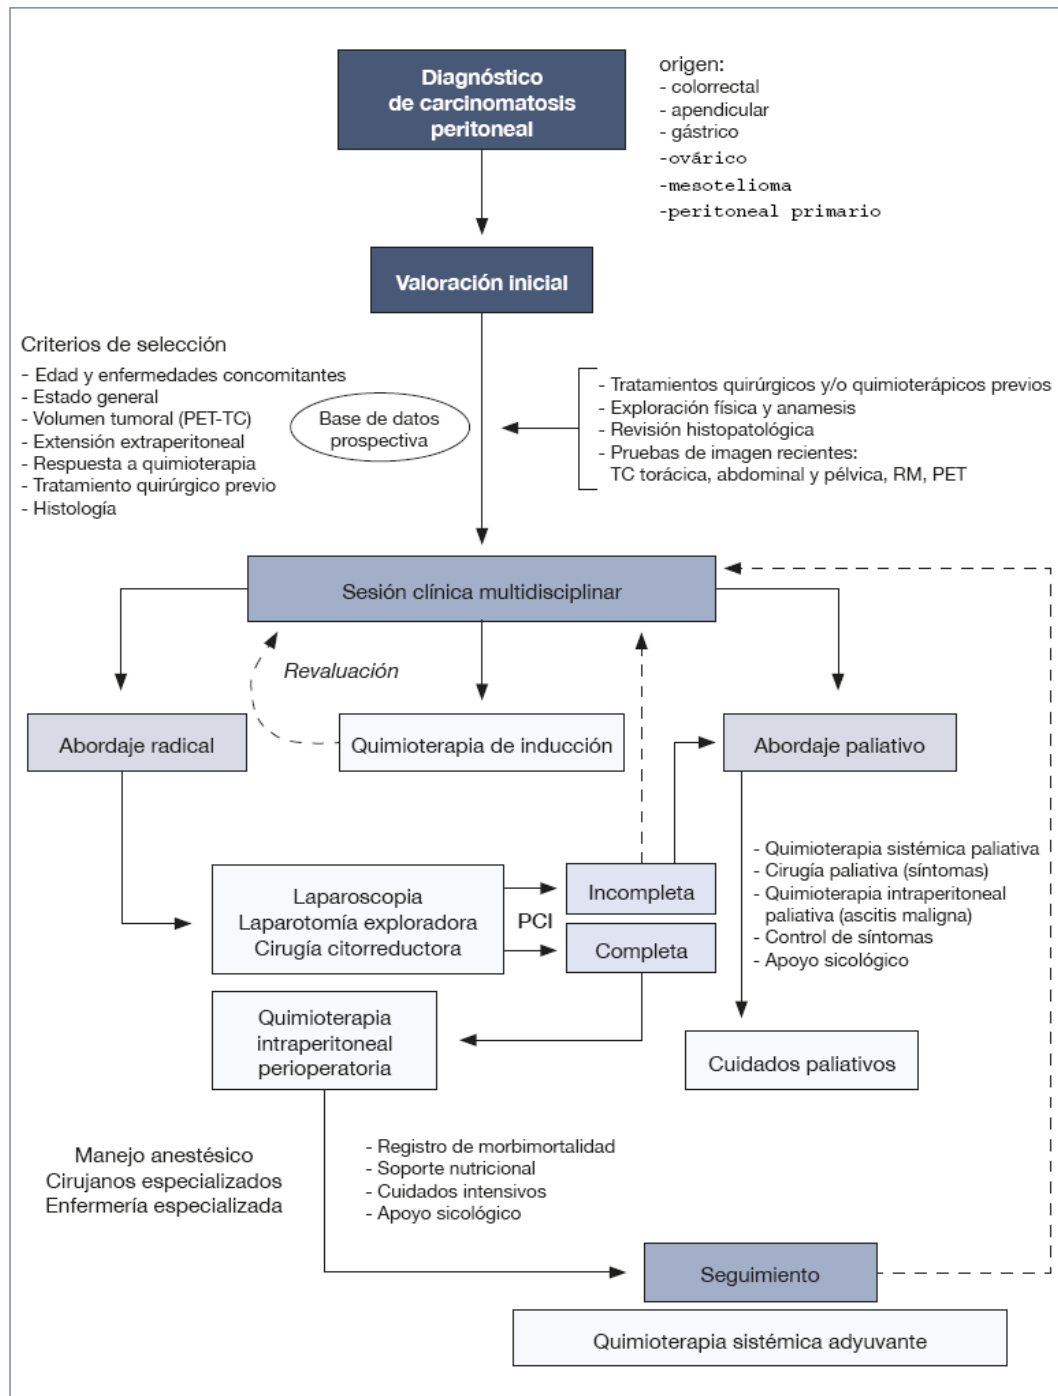 Diagnóstico
de carcinomatosis
peritoneal
origen:
- colorrectal
- apendicular
- gástrico
-ovárico
-mesotelioma
-peritoneal primario
Valoración inicial
Criterios de selección
- Edad y enfermedades concomitantes
- Estado general
- Volumen tumoral (PET-TC)
- Extensión extraperitoneal
- Respuesta a quimioterapia
- Tratamiento quirúrgico previo
- Histología
Base de datos
prospectiva
- Tratamientos quirúrgicos y/o quimioterápicos previos
- Exploración física y anamesis
- Revisión histopatológica
- Pruebas de imagen recientes:
TC torácica, abdominal y pélvica, RM, PET
Sesión clínica multidisciplinar
Revaluación
Abordaje radical
Quimioterapia de inducción
Abordaje paliativo
Laparoscopia
Laparotomía exploradora
Cirugía citorreductora
PCI
Incompleta
Completa
- Quimioterapia sistémica paliativa
- Cirugía paliativa (síntomas)
- Quimioterapia intraperitoneal
paliativa (ascitis maligna)
- Control de síntomas
- Apoyo sicológico
Quimioterapia
intraperitoneal
perioperatoria
Cuidados paliativos
Manejo anestésico
Cirujanos especializados
Enfermería especializada
- Registro de morbimortalidad
- Soporte nutricional
- Cuidados intensivos
- Apoyo sicológico
Seguimiento
Quimioterapia sistémica adyuvante